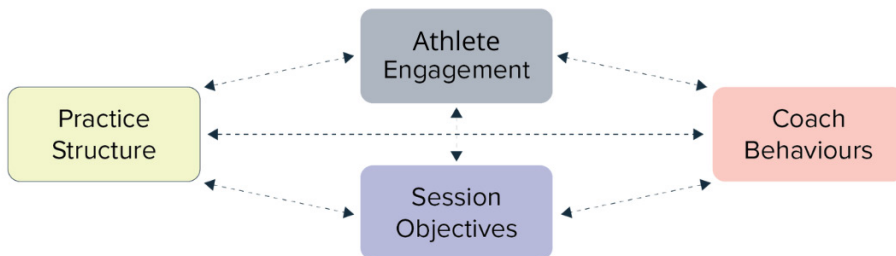 Athlete
Engagement
Practice
Structure
Coach
Behaviours
Session
Objectives